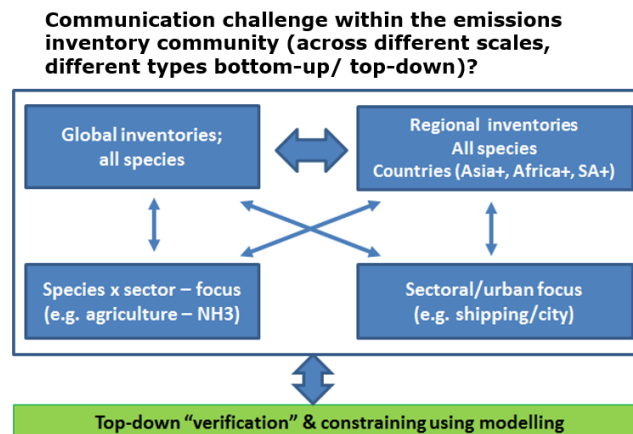 Communication challenge within the emissions
inventory community (across different scales,
different types bottom-up/ top-down)?
Global inventories;
all species
Regional inventories
All species
Countries (Asia+, Africa+, SA+)
Species x sector – focus
(e.g. agriculture – NH3)
Sectoral/urban focus
(e.g. shipping/city)
Top-down “verification” & constraining using modelling